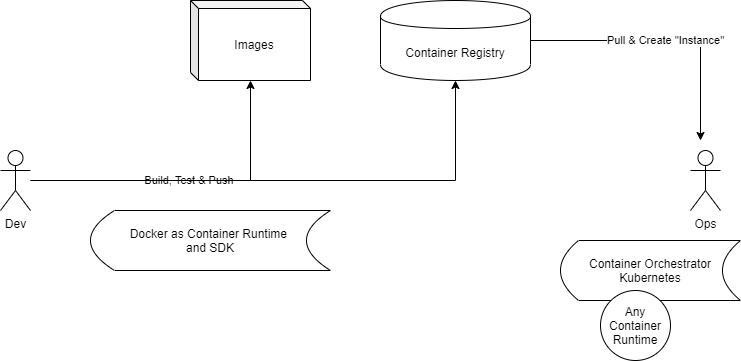 Images
Container Registry
Pull & Create "Instance"
Build, Test & Push
Dev
Ops
Docker as Container Runtime
and SDK
Container Orchestrator
Kubernetes
Any
Container
Runtime